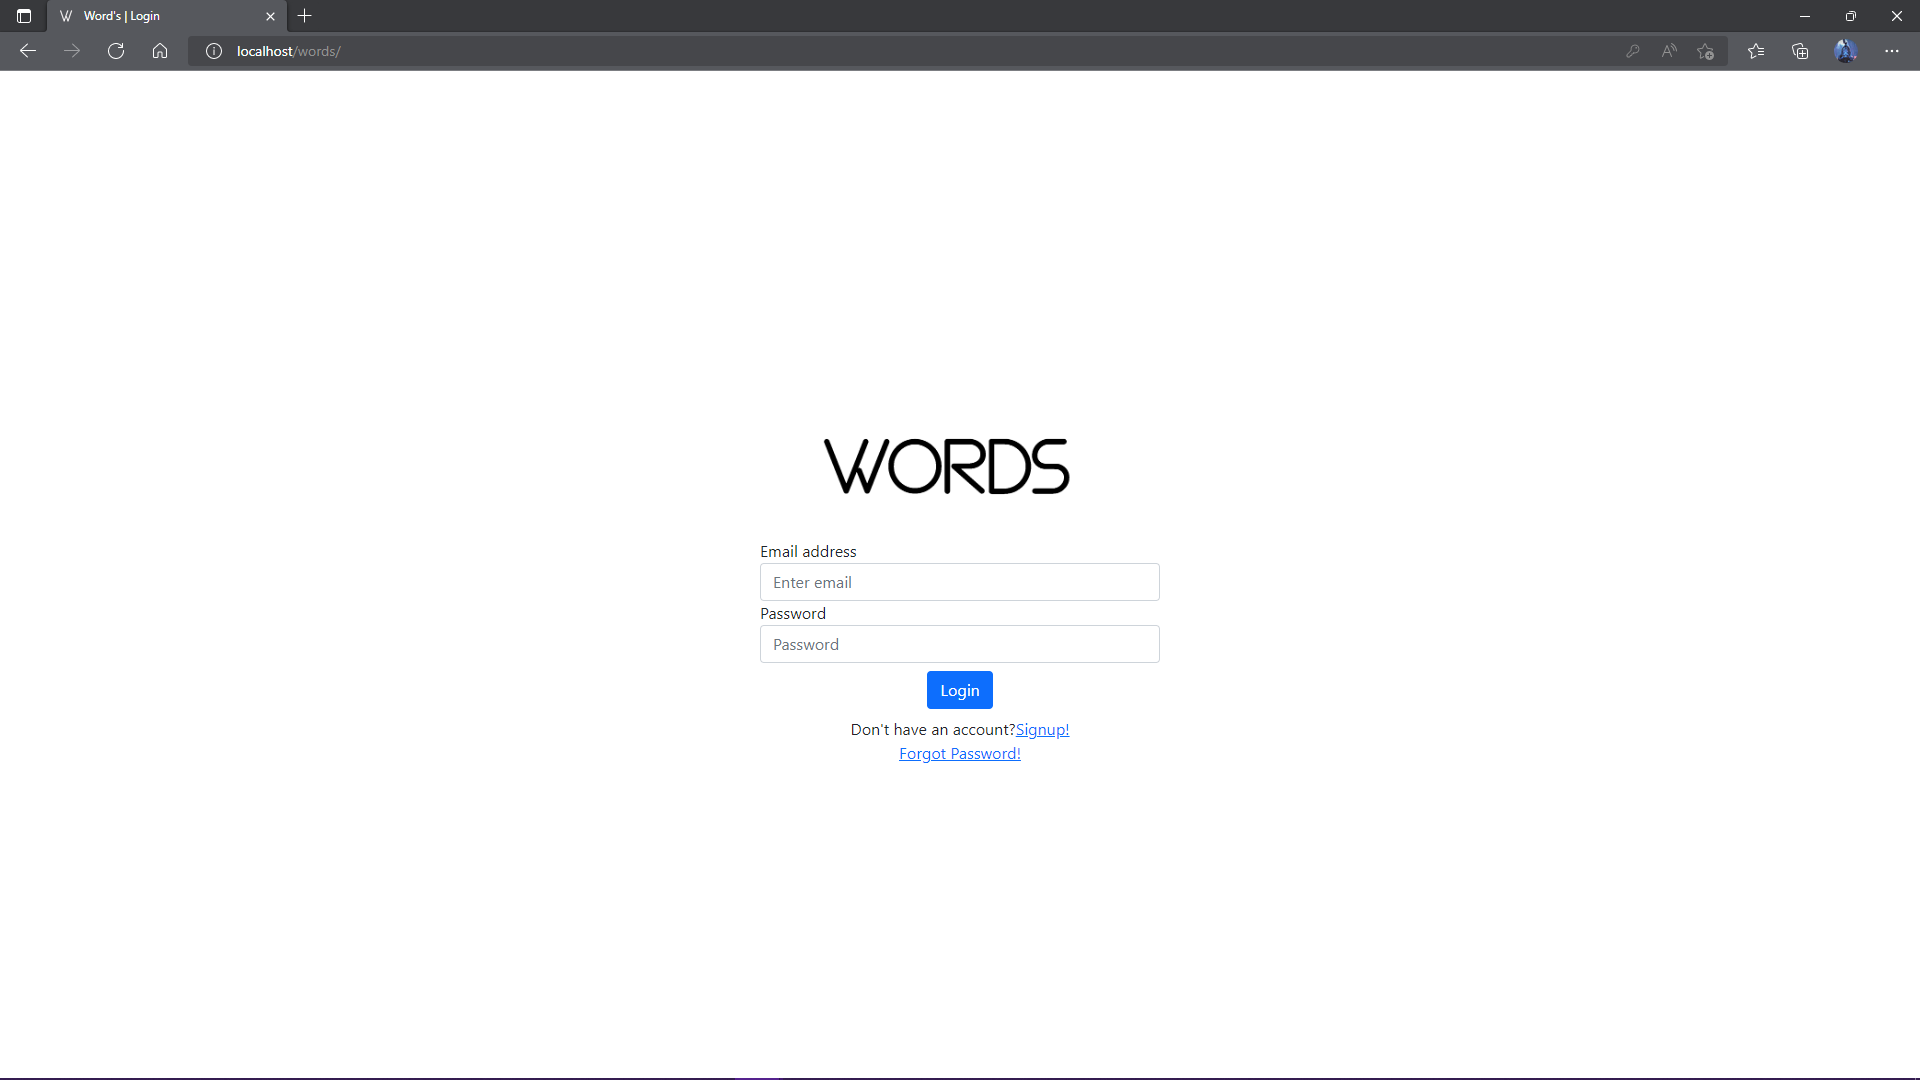 Word's | Login
localhost/words/
WORDS
Email address
Enter email
Password
Password
Login
Don't have an account?Signup!
Forgot Password!